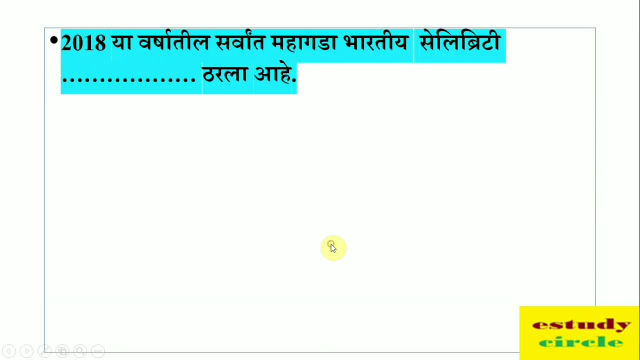 • 2018 या वर्षातील सर्वांत महागडा भारतीय सेलिब्रिटी
.................. ठरला आहे.
estudy
circle